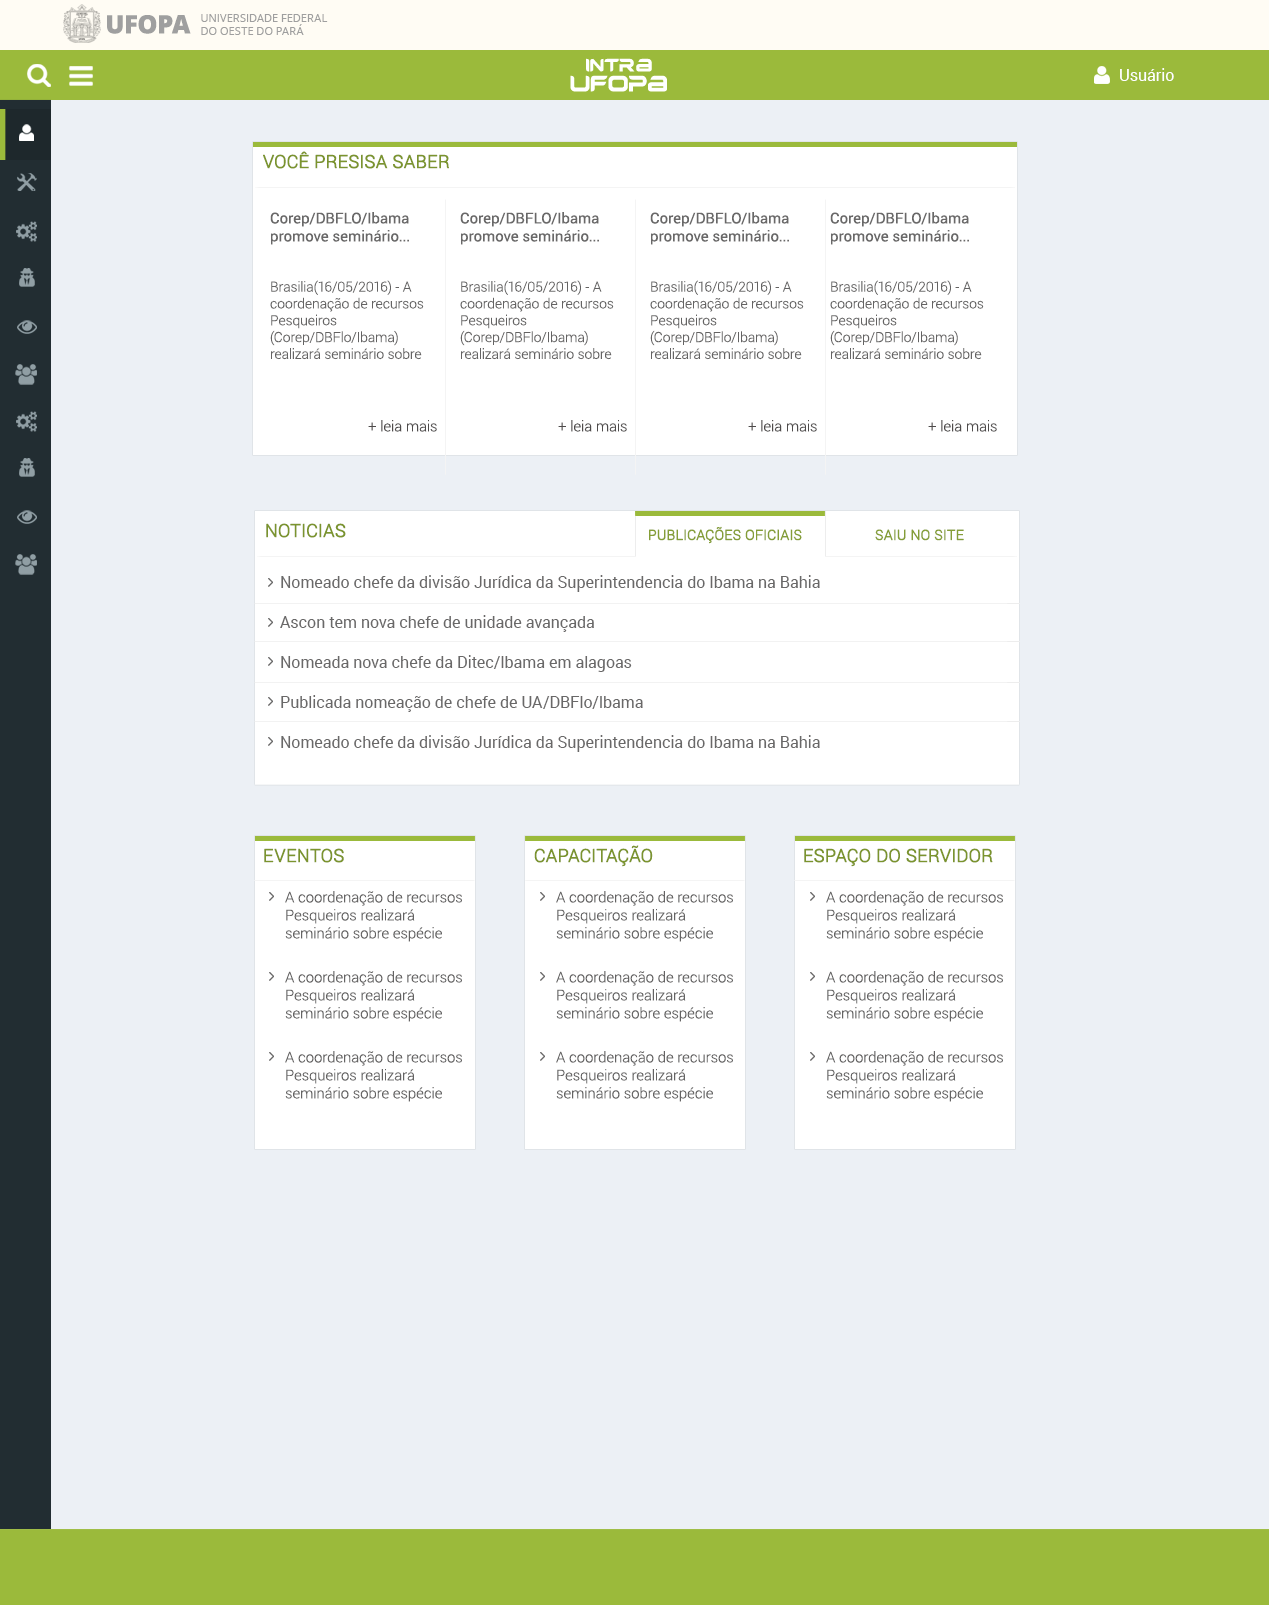 UFOPA
UNIVERSIDADE FEDERAL
DO OESTE DO PARÁ
INTRA
UFOPA
Usuário
VOCÊ PRESISA SABER
Corep/DBFLO/Ibama
promove seminário...
Brasilia(16/05/2016) - A
coordenação de recursos
Pesqueiros
(Corep/DBFlo/Ibama)
realizará seminário sobre
+ leia mais
Corep/DBFLO/Ibama
promove seminário...
Brasilia(16/05/2016) - A
coordenação de recursos
Pesqueiros
(Corep/DBFlo/Ibama)
realizará seminário sobre
+ leia mais
Corep/DBFLO/Ibama
promove seminário...
Brasilia(16/05/2016) - A
coordenação de recursos
Pesqueiros
(Corep/DBFlo/Ibama)
realizará seminário sobre
+ leia mais
Corep/DBFLO/Ibama
promove seminário...
Brasilia(16/05/2016) - A
coordenação de recursos
Pesqueiros
(Corep/DBFlo/Ibama)
realizará seminário sobre
+ leia mais
NOTICIAS
PUBLICAÇÕES OFICIAIS
SAIU NO SITE
Nomeado chefe da divisão Jurídica da Superintendencia do Ibama na Bahia
Ascon tem nova chefe de unidade avançada
Nomeada nova chefe da Ditec/Ibama em alagoas
Publicada nomeação de chefe de UA/DBFlo/Ibama
Nomeado chefe da divisão Jurídica da Superintendencia do Ibama na Bahia
EVENTOS
A coordenação de recursos
Pesqueiros realizará
seminário sobre espécie
A coordenação de recursos
Pesqueiros realizará
seminário sobre espécie
A coordenação de recursos
Pesqueiros realizará
seminário sobre espécie
CAPACITAÇÃO
A coordenação de recursos
Pesqueiros realizará
seminário sobre espécie
A coordenação de recursos
Pesqueiros realizará
seminário sobre espécie
A coordenação de recursos
Pesqueiros realizará
seminário sobre espécie
ESPAÇO DO SERVIDOR
A coordenação de recursos
Pesqueiros realizará
seminário sobre espécie
A coordenação de recursos
Pesqueiros realizará
seminário sobre espécie
A coordenação de recursos
Pesqueiros realizará
seminário sobre espécie